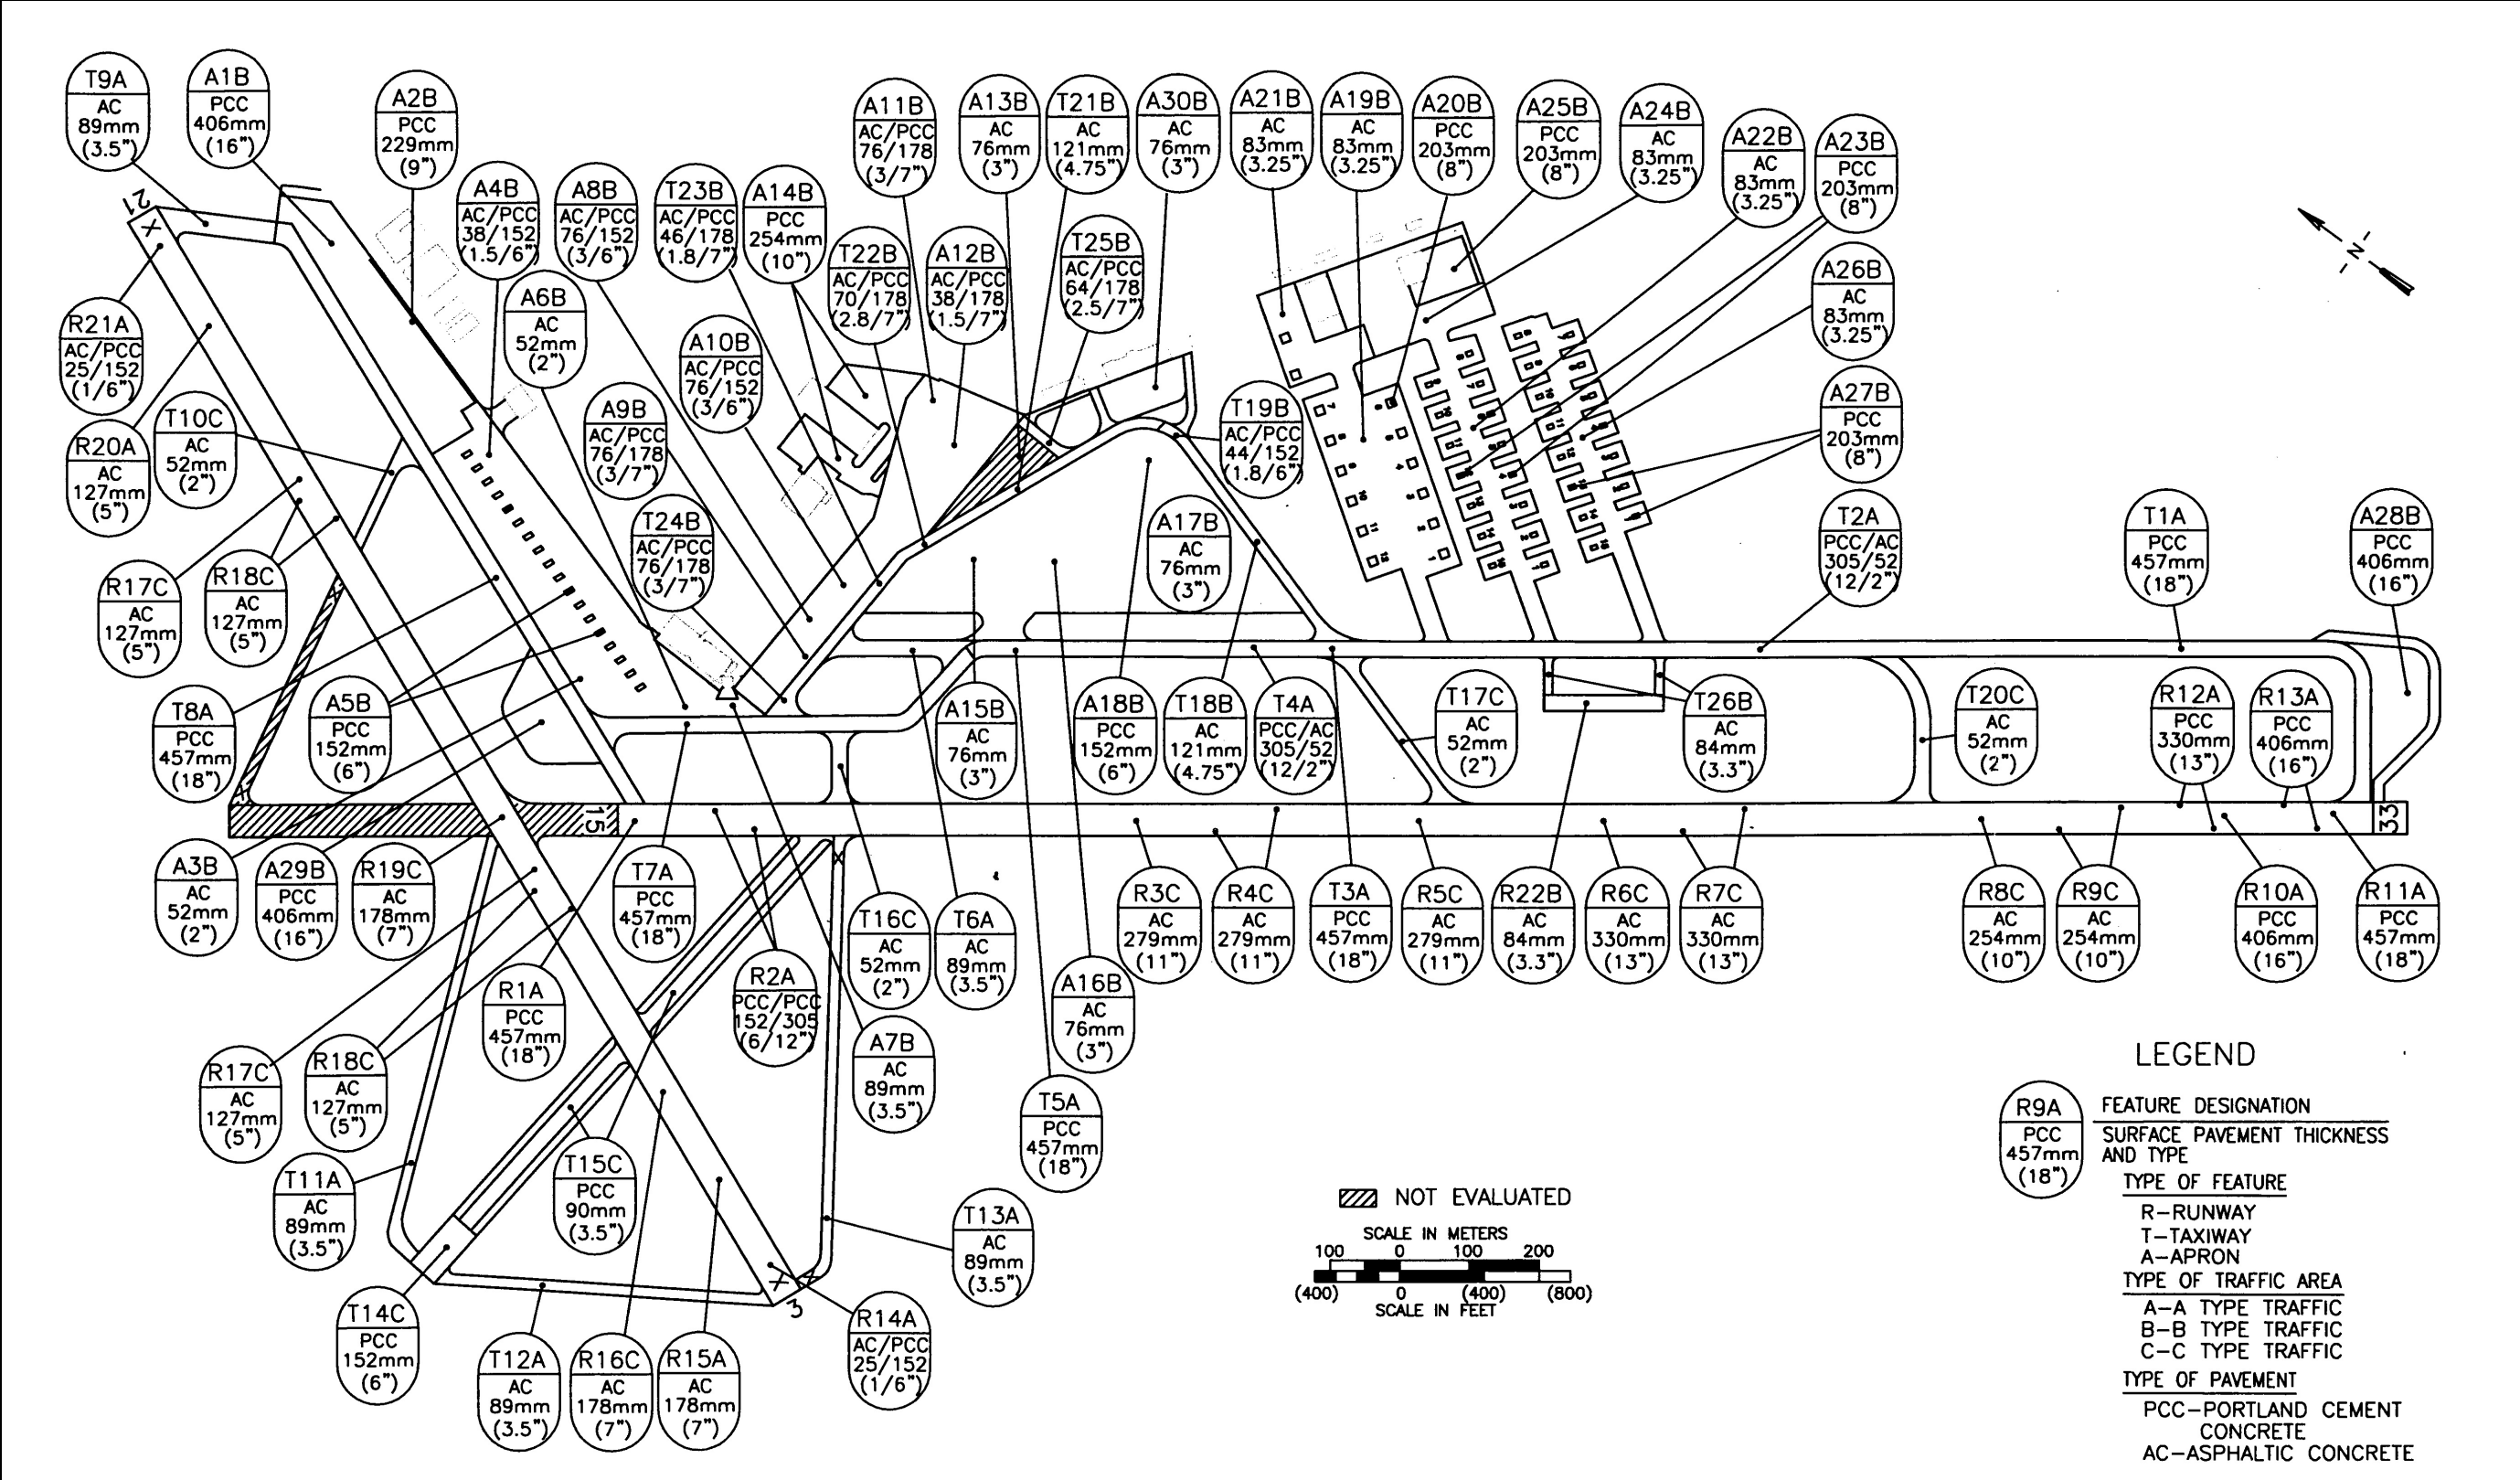 T9A
AC
89mm
(3.5")
A1B
PCC
406mm
(16")
A2B
PCC
229mm
(9")
A4B
AC/PCC
38/152
(1.5/6")
A8B
AC/PCC
76/152
(3/6")
T23B
AC/PCC
46/178
(1.8/7")
A14B
PCC
254mm
(10")
A11B
AC/PCC
76/178
(3/7")
A13B
AC
76mm
(3")
T21B
AC
121mm
(4.75")
A30B
AC
76mm
(3")
A21B
AC
83mm
(3.25")
A19B
AC
83mm
(3.25")
A20B
PCC
203mm
(8")
A25B
PCC
203mm
(8")
A24B
AC
83mm
(3.25")
A22B
AC
83mm
(3.25")
A23B
PCC
203mm
(8")
N
21
A6B
AC
52mm
(2")
T22B
AC/PCC
70/178
(2.8/7")
A12B
AC/PCC
38/178
(1.5/7")
T25B
AC/PCC
64/178
(2.5/7")
A26B
AC
83mm
(3.25")
R21A
AC/PCC
25/152
(1/6")
A10B
AC/PCC
76/152
(3/6")
A9B
AC/PCC
76/178
(3/7")
T19B
AC/PCC
44/152
(1.8/6")
A27B
PCC
203mm
(8")
R20A
AC
127mm
(5")
T10C
AC
52mm
(2")
T24B
AC/PCC
76/178
(3/7")
A17B
AC
76mm
(3")
T2A
PCC/AC
305/52
(12/2")
T1A
PCC
457mm
(18")
A28B
PCC
406mm
(16")
R17C
AC
127mm
(5")
R18C
AC
127mm
(5")
T8A
PCC
457mm
(18")
A5B
PCC
152mm
(6")
A15B
AC
76mm
(3")
A18B
PCC
152mm
(6")
T18B
AC
121mm
(4.75")
T4A
PCC/AC
305/52
(12/2")
T17C
AC
52mm
(2")
T26B
AC
84mm
(3.3")
T20C
AC
52mm
(2")
R12A
PCC
330mm
(13")
R13A
PCC
406mm
(16")
15
33
A3B
AC
52mm
(2")
A29B
PCC
406mm
(16")
R19C
AC
178mm
(7")
T7A
PCC
457mm
(18")
T16C
AC
52mm
(2")
T6A
AC
89mm
(3.5")
R3C
AC
279mm
(11")
R4C
AC
279mm
(11")
T3A
PCC
457mm
(18")
R5C
AC
279mm
(11")
R22B
AC
84mm
(3.3")
R6C
AC
330mm
(13")
R7C
AC
330mm
(13")
R8C
AC
254mm
(10")
R9C
AC
254mm
(10")
R10A
PCC
406mm
(16")
R11A
PCC
457mm
(18")
R1A
PCC
457mm
(18")
R2A
PCC/PCC
152/305
(6/12")
A7B
AC
89mm
(3.5")
A16B
AC
76mm
(3")
T5A
PCC
457mm
(18")
R17C
AC
127mm
(5")
R18C
AC
127mm
(5")
T11A
AC
89mm
(3.5")
T15C
PCC
90mm
(3.5")
T13A
AC
89mm
(3.5")
T14C
PCC
152mm
(6")
T12A
AC
89mm
(3.5")
R16C
AC
178mm
(7")
R15A
AC
178mm
(7")
R14A
AC/PCC
25/152
(1/6")
3
NOT EVALUATED
SCALE IN METERS
100 0 100 200
(400) 0 (400) (800)
SCALE IN FEET
LEGEND
R9A
PCC
457mm
(18")
FEATURE DESIGNATION
SURFACE PAVEMENT THICKNESS
AND TYPE
TYPE OF FEATURE
R-RUNWAY
T-TAXIWAY
A-APRON
TYPE OF TRAFFIC AREA
A-A TYPE TRAFFIC
B-B TYPE TRAFFIC
C-C TYPE TRAFFIC
TYPE OF PAVEMENT
PCC-PORTLAND CEMENT
CONCRETE
AC-ASPHALTIC CONCRETE